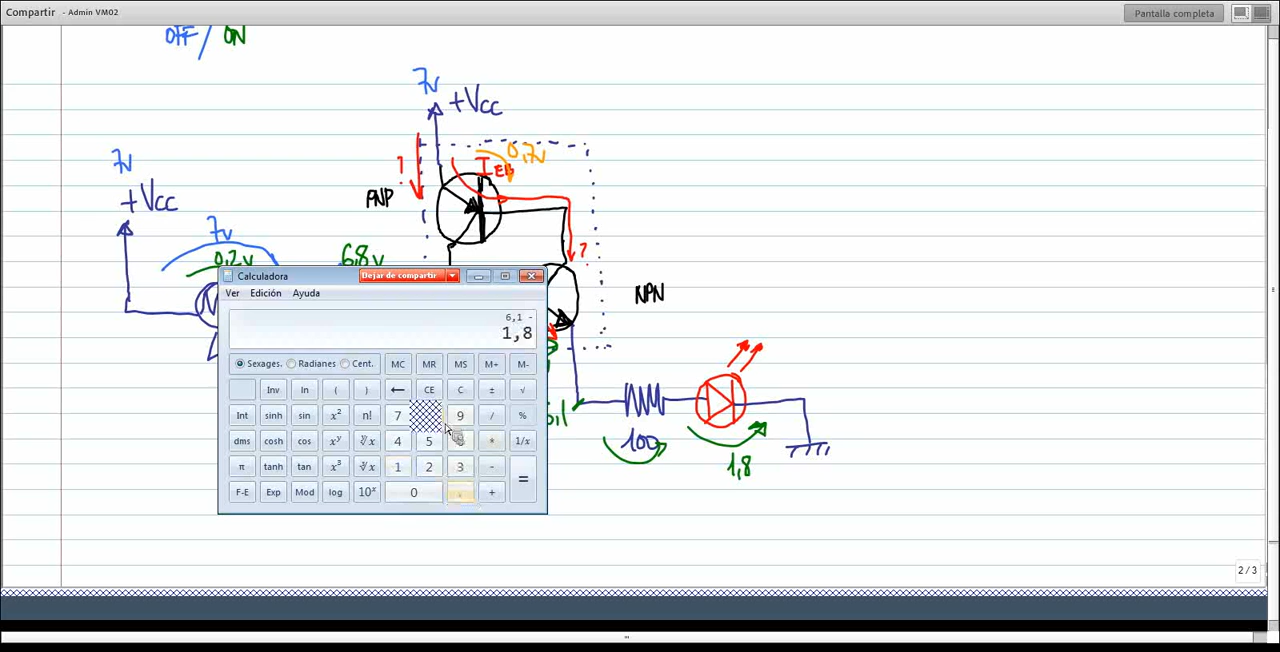 Compartir - Admin VM02
Pantalla completa
OFF / ON
7v
+Vcc
7v
+Vcc
?
I EB
0,7v
PNP
7v
0,2v
6,8v
?
NPN
Calculadora
Dejar de compartir
Ver Edición Ayuda
6,1 -
1,8
Sexages. Radianes Cent. MC MR MS M+ M-
Inv ln ( ) ← CE C ± √
Int sinh sin x² n! 7 9 / %
dms cosh cos xʸ ʸ√x 4 5 * 1/x
π tanh tan x³ ³√x 1 2 3 - =
F-E Exp Mod log 10ˣ 0 , +
100
1,8
2/3